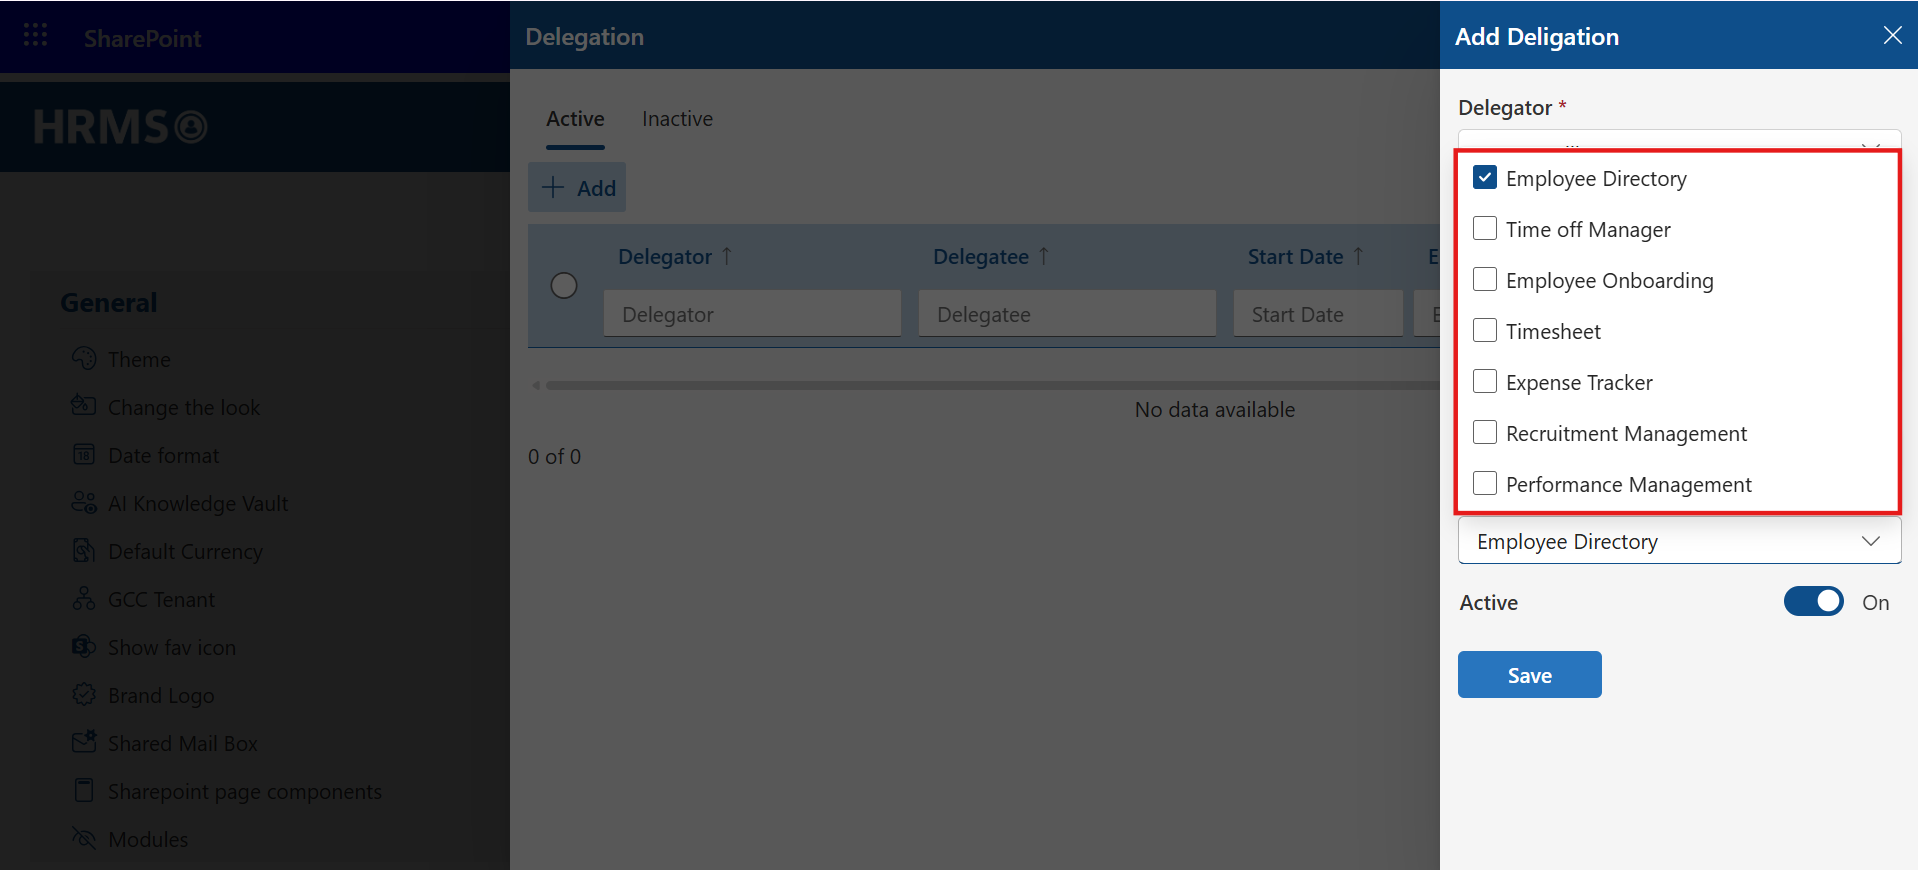 SharePoint
HRMS
General
Theme
Change the look
Date format
AI Knowledge Vault
Default Currency
GCC Tenant
Show fav icon
Brand Logo
Shared Mail Box
Sharepoint page components
Modules
Delegation
Active Inactive
Add
Delegator Delegatee Start Date E
Delegator Delegatee Start Date E
No data available
0 of 0
Add Deligation
Delegator *
Employee Directory
Time off Manager
Employee Onboarding
Timesheet
Expense Tracker
Recruitment Management
Performance Management
Employee Directory
Active On
Save